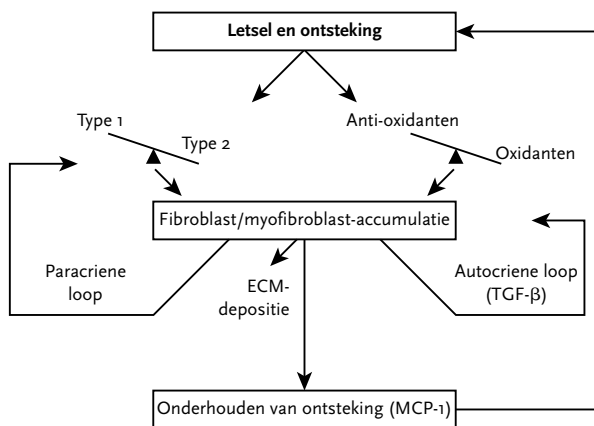 Letsel en ontsteking
Type 1
Type 2
Anti-oxidanten
Oxidanten
Fibroblast/myofibroblast-accumulatie
Paracriene
loop
ECM-
depositie
Autocriene loop
(TGF-β)
Onderhouden van ontsteking (MCP-1)